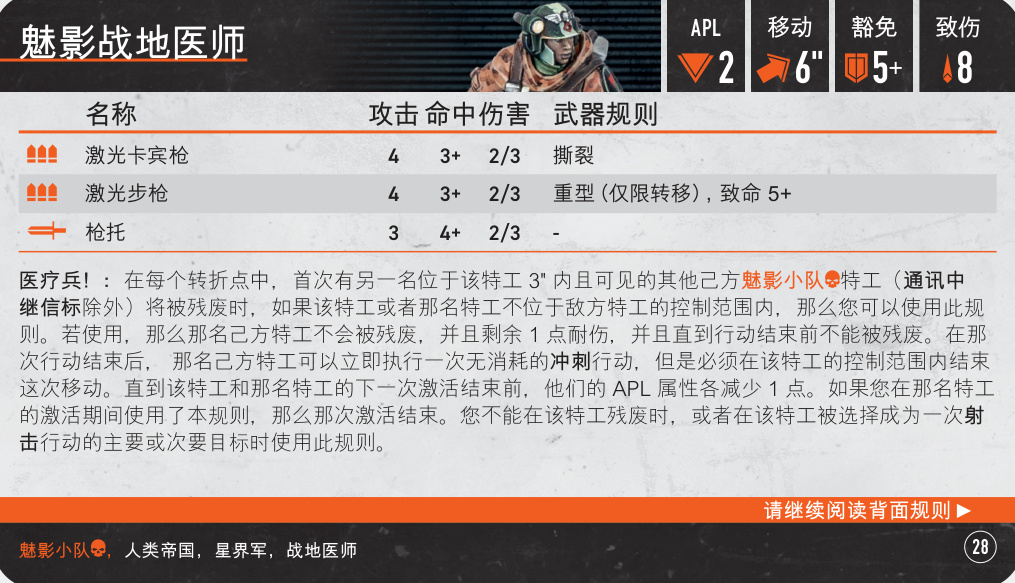 魅影战地医师
APL 移动 豁免 致伤
2 6" 5+ 8
名称 攻击 命中 伤害 武器规则
激光卡宾枪 4 3+ 2/3 撕裂
激光步枪 4 3+ 2/3 重型（仅限转移），致命 5+
枪托 3 4+ 2/3 -
医疗兵！：在每个转折点中，首次有另一名位于该特工 3" 内且可见的其他己方魅影小队特工（通讯中
继信标除外）将被残废时，如果该特工或者那名特工不位于敌方特工的控制范围内，那么您可以使用此规
则。若使用，那么那名己方特工不会被残废，并且剩余 1 点耐伤，并且直到行动结束前不能被残废。在那
次行动结束后， 那名己方特工可以立即执行一次无消耗的冲刺行动，但是必须在该特工的控制范围内结束
这次移动。直到该特工和那名特工的下一次激活结束前，他们的 APL 属性各减少 1 点。如果您在那名特工
的激活期间使用了本规则，那么那次激活结束。您不能在该特工残废时，或者在该特工被选择成为一次射
击行动的主要或次要目标时使用此规则。
请继续阅读背面规则▶
魅影小队，人类帝国，星界军，战地医师
28